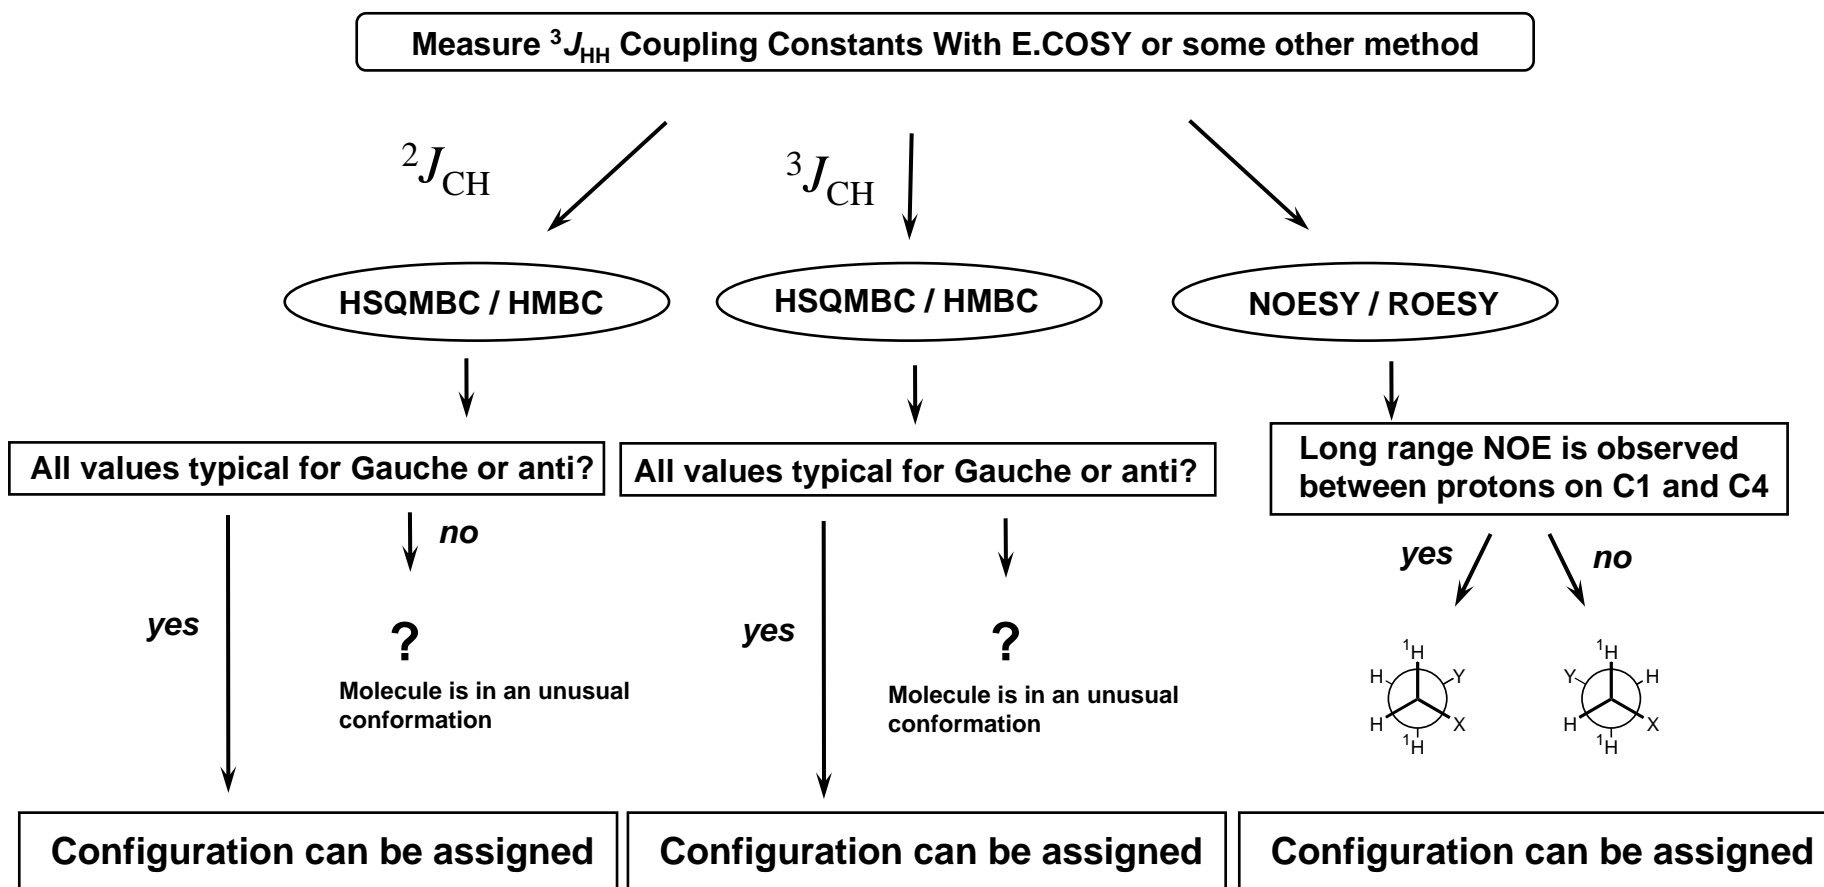 Measure ³J_HH Coupling Constants With E.COSY or some other method
²J_CH
³J_CH
HSQMBC / HMBC
HSQMBC / HMBC
NOESY / ROESY
All values typical for Gauche or anti?
All values typical for Gauche or anti?
Long range NOE is observed
between protons on C1 and C4
no
yes
no
yes
yes
?
?
Molecule is in an unusual
conformation
Molecule is in an unusual
conformation
¹H
H Y
H X
¹H
¹H
Y H
H X
¹H
Configuration can be assigned
Configuration can be assigned
Configuration can be assigned